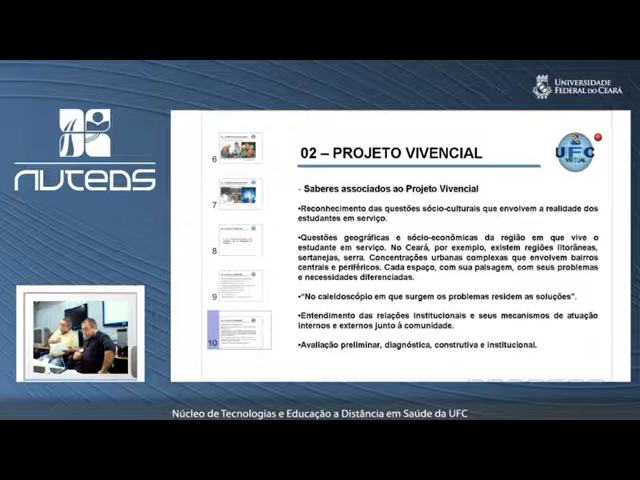 UNIVERSIDADE
FEDERAL DO CEARÁ
NUTEDS
6
7
8
9
10
02 – PROJETO VIVENCIAL
UFC
VIRTUAL
- Saberes associados ao Projeto Vivencial
•Reconhecimento das questões sócio-culturais que envolvem a realidade dos
estudantes em serviço.
•Questões geográficas e sócio-econômicas da região em que vive o
estudante em serviço. No Ceará, por exemplo, existem regiões litorâneas,
sertanejas, serra. Concentrações urbanas complexas que envolvem bairros
centrais e periféricos. Cada espaço, com sua paisagem, com seus problemas
e necessidades diferenciadas.
•“No caleidoscópio em que surgem os problemas residem as soluções”.
•Entendimento das relações institucionais e seus mecanismos de atuação
internos e externos junto à comunidade.
•Avaliação preliminar, diagnóstica, construtiva e institucional.
Núcleo de Tecnologias e Educação a Distância em Saúde da UFC